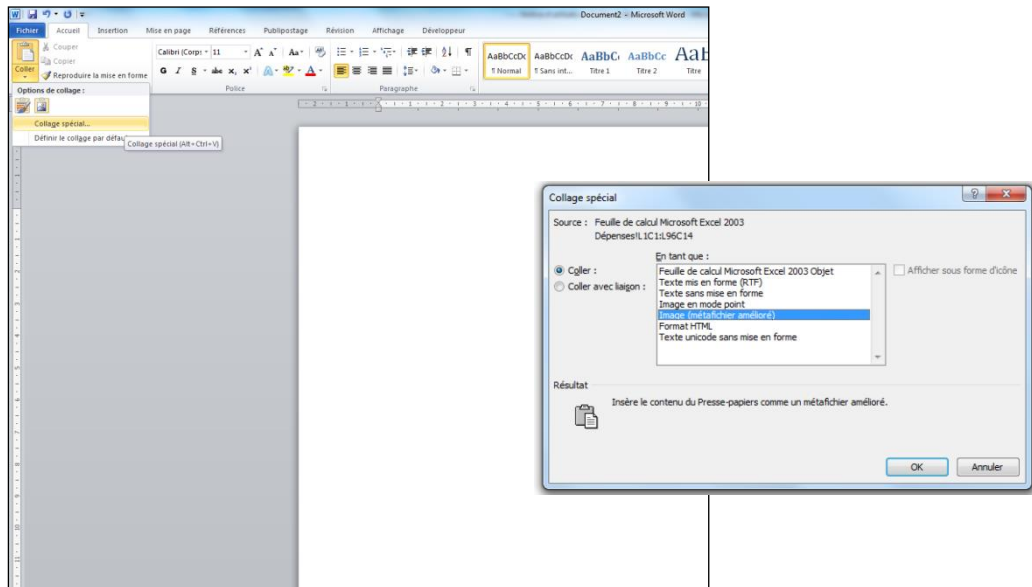 Document2 - Microsoft Word
Fichier Accueil Insertion Mise en page Références Publipostage Révision Affichage Développeur
Coller
Couper
Copier
Reproduire la mise en forme
Calibri (Corps 11
G I S abc x, x²
Police
Paragraphe
AaBbCcDc AaBbCcDc AaBbC AaBbCc AaB
¶ Normal ¶ Sans int... Titre 1 Titre 2 Titre
Options de collage :
Collage spécial...
Définir le collage par défau
Collage spécial (Alt+Ctrl+V)
Collage spécial
Source : Feuille de calcul Microsoft Excel 2003
Dépenses!L1C1:L96C14
En tant que :
Coller :
Coller avec liaison :
Feuille de calcul Microsoft Excel 2003 Objet
Texte mis en forme (RTF)
Texte sans mise en forme
Image en mode point
Image (métafichier amélioré)
Format HTML
Texte unicode sans mise en forme
Afficher sous forme d'icône
Résultat
Insère le contenu du Presse-papiers comme un métafichier amélioré.
OK Annuler